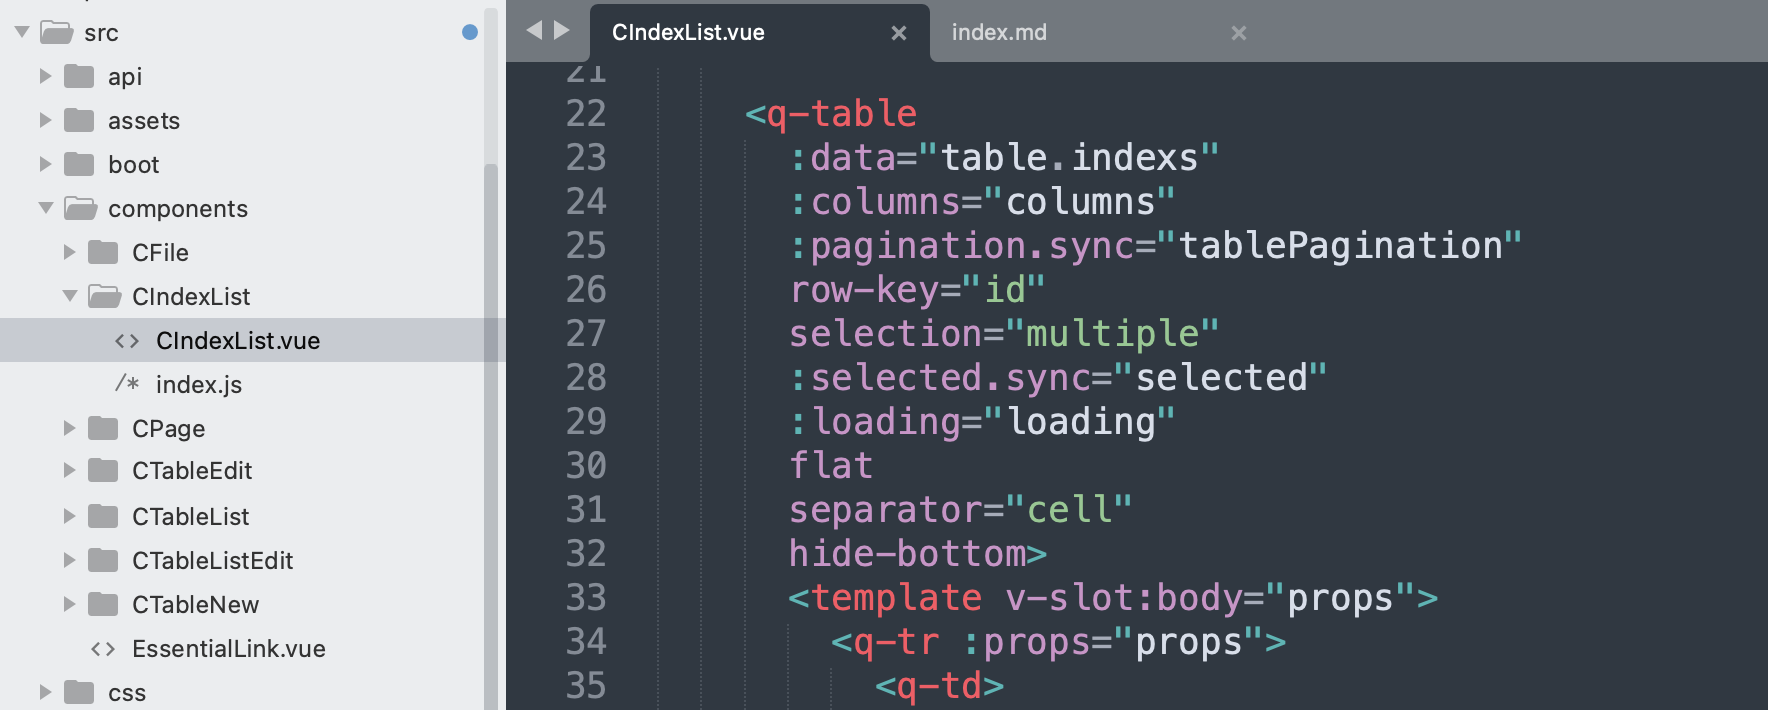 src
api
assets
boot
components
CFile
CIndexList
<> CIndexList.vue
/* index.js
CPage
CTableEdit
CTableList
CTableListEdit
CTableNew
<> EssentialLink.vue
css
CIndexList.vue × index.md ×
21
22 <q-table
23 :data="table.indexs"
24 :columns="columns"
25 :pagination.sync="tablePagination"
26 row-key="id"
27 selection="multiple"
28 :selected.sync="selected"
29 :loading="loading"
30 flat
31 separator="cell"
32 hide-bottom>
33 <template v-slot:body="props">
34 <q-tr :props="props">
35 <q-td>